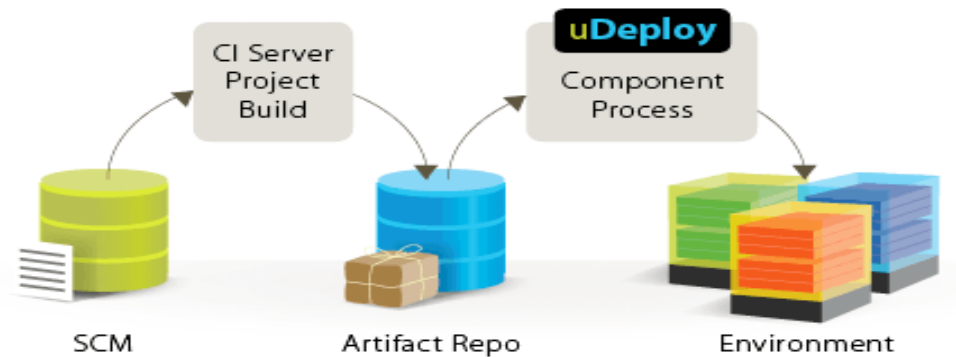 CI Server
Project
Build
uDeploy
Component
Process
SCM
Artifact Repo
Environment